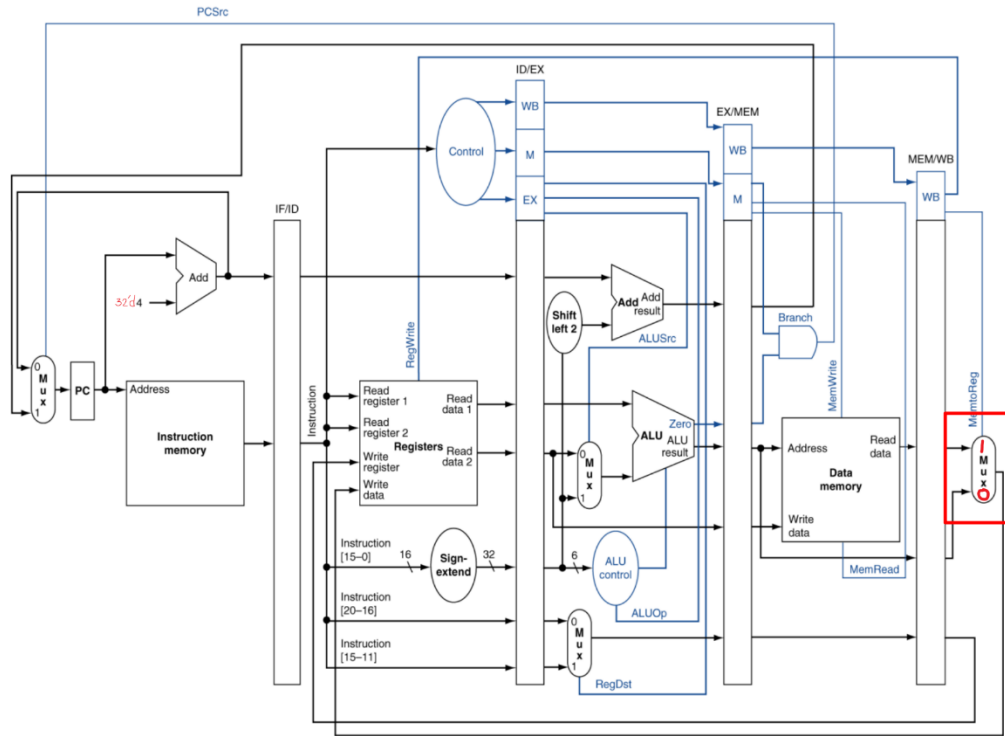 PCSrc
ID/EX
WB
EX/MEM
Control
M
WB
MEM/WB
EX
M
WB
IF/ID
Add
32'd4
Add
Add
result
Shift
left 2
Branch
RegWrite
ALUSrc
MemWrite
MemtoReg
0
M
u
x
1
PC
Address
Instruction
memory
Instruction
Read
register 1
Read
data 1
Read
register 2
Registers
Read
data 2
Write
register
Write
data
0
M
u
x
1
Zero
ALU
ALU
result
Address
Read
data
Data
memory
Write
data
1
M
u
x
0
Instruction
[15–0]
16
Sign-
extend
32
6
ALU
control
MemRead
Instruction
[20–16]
ALUOp
0
M
u
x
1
Instruction
[15–11]
RegDst